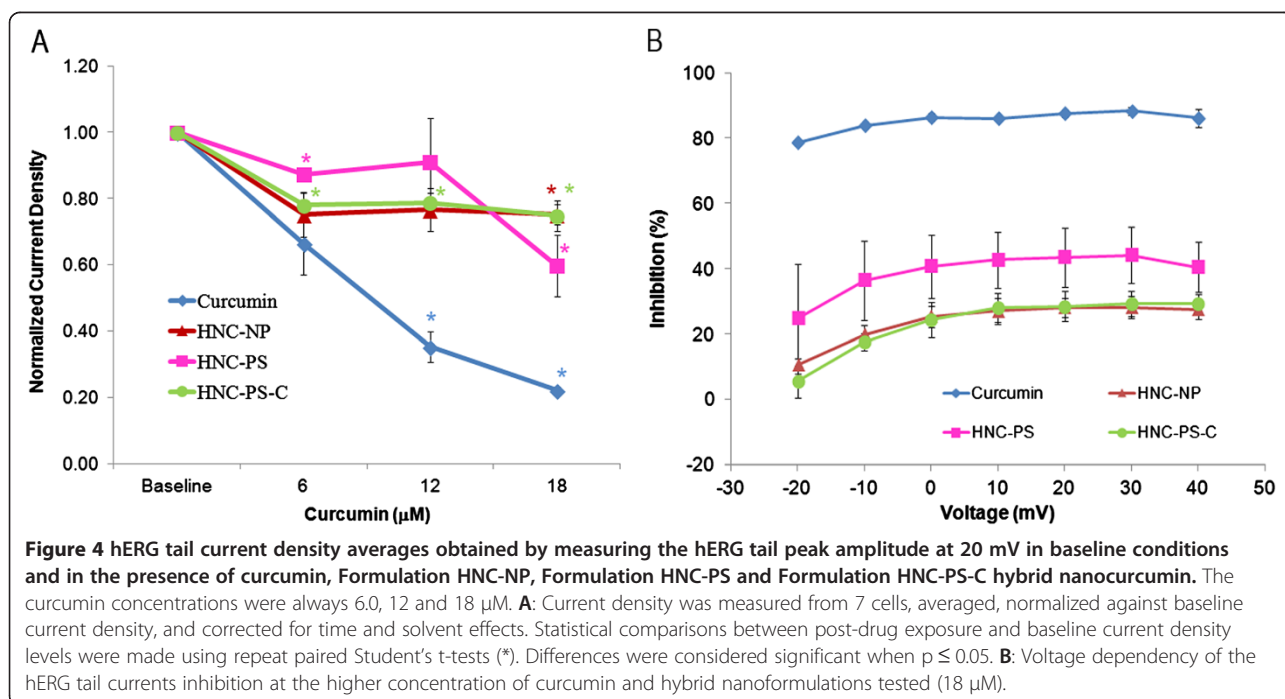 A
1.20
1.00
0.80
0.60
0.40
0.20
0.00
Normalized Current Density
* * * * * * * *
Curcumin
HNC-NP
HNC-PS
HNC-PS-C
Baseline 6 12 18
Curcumin (µM)
B
100
80
60
40
20
0
-20
Inhibition (%)
Curcumin HNC-NP
HNC-PS HNC-PS-C
-30 -20 -10 0 10 20 30 40 50
Voltage (mV)
Figure 4 hERG tail current density averages obtained by measuring the hERG tail peak amplitude at 20 mV in baseline conditions
and in the presence of curcumin, Formulation HNC-NP, Formulation HNC-PS and Formulation HNC-PS-C hybrid nanocurcumin. The
curcumin concentrations were always 6.0, 12 and 18 µM. A: Current density was measured from 7 cells, averaged, normalized against baseline
current density, and corrected for time and solvent effects. Statistical comparisons between post-drug exposure and baseline current density
levels were made using repeat paired Student's t-tests (*). Differences were considered significant when p ≤ 0.05. B: Voltage dependency of the
hERG tail currents inhibition at the higher concentration of curcumin and hybrid nanoformulations tested (18 µM).